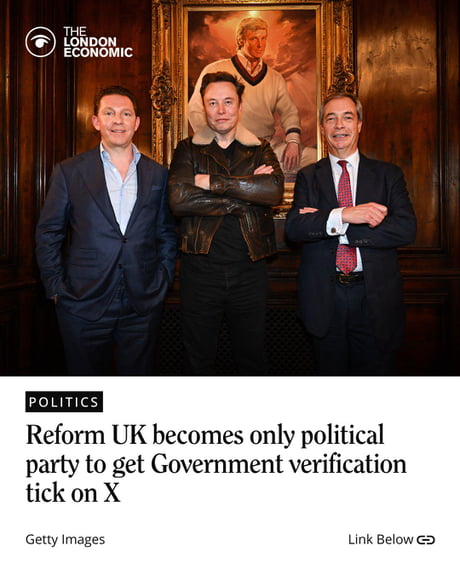 THE
LONDON
ECONOMIC
POLITICS
Reform UK becomes only political
party to get Government verification
tick on X
Getty Images
Link Below